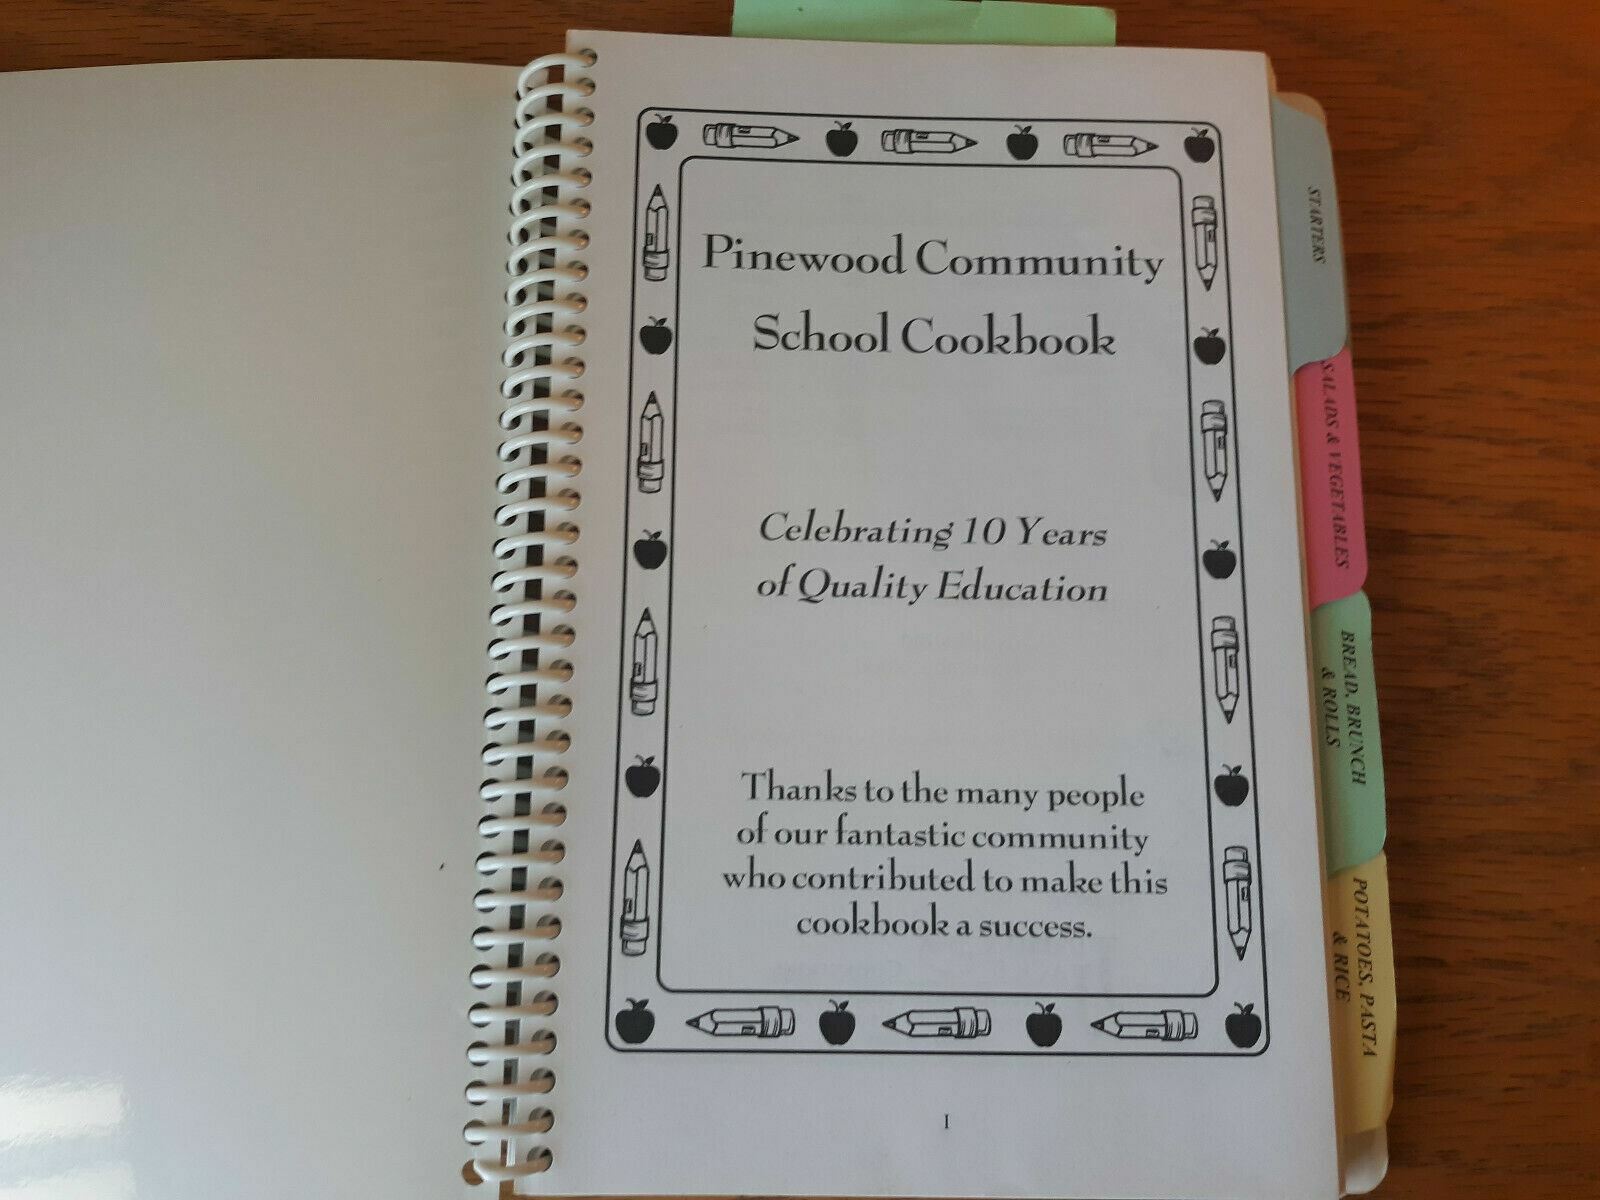 Pinewood Community
School Cookbook
Celebrating 10 Years
of Quality Education
Thanks to the many people
of our fantastic community
who contributed to make this
cookbook a success.
I
STARTERS
SALADS & VEGETABLES
BREAD, BRUNCH
& ROLLS
POTATOES, PASTA
& RICE